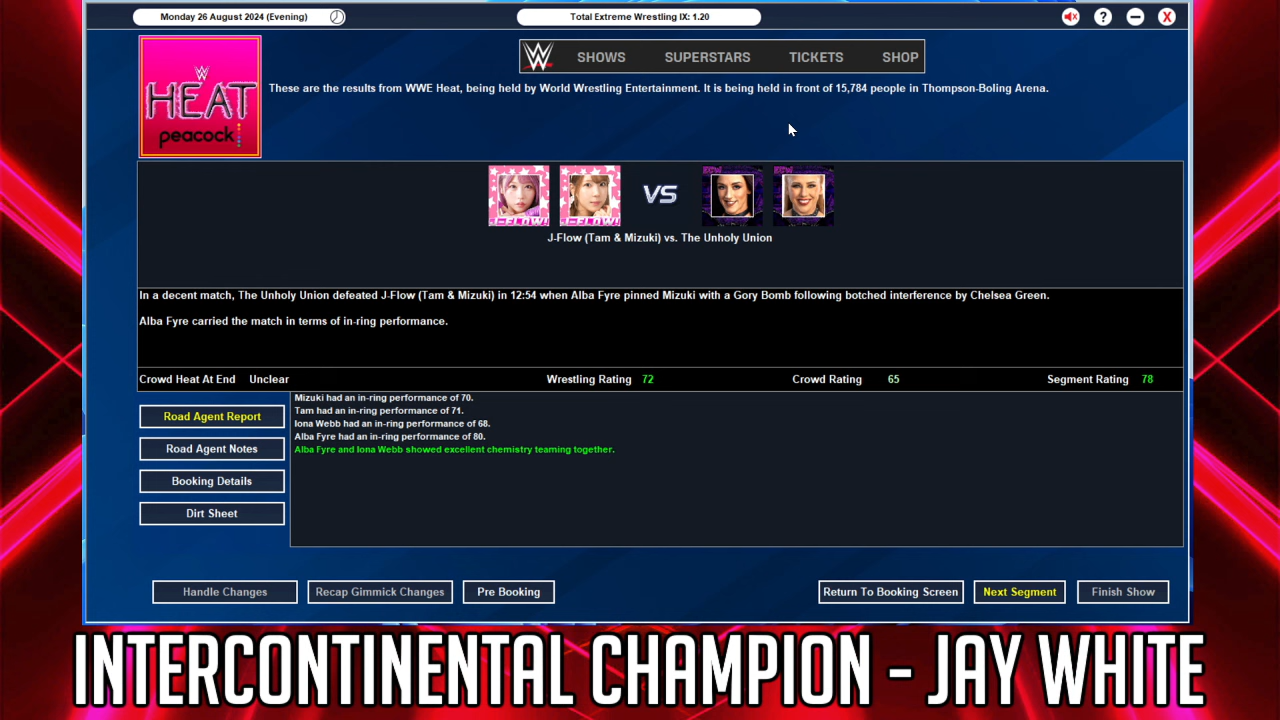 Monday 26 August 2024 (Evening)
Total Extreme Wrestling IX: 1.20
?
X
W
HEAT
peacock
SHOWS
SUPERSTARS
TICKETS
SHOP
These are the results from WWE Heat, being held by World Wrestling Entertainment. It is being held in front of 15,784 people in Thompson-Boling Arena.
VS
J-Flow (Tam & Mizuki) vs. The Unholy Union
In a decent match, The Unholy Union defeated J-Flow (Tam & Mizuki) in 12:54 when Alba Fyre pinned Mizuki with a Gory Bomb following botched interference by Chelsea Green.
Alba Fyre carried the match in terms of in-ring performance.
Crowd Heat At End Unclear
Wrestling Rating 72
Crowd Rating 65
Segment Rating 78
Road Agent Report
Road Agent Notes
Booking Details
Dirt Sheet
Mizuki had an in-ring performance of 70.
Tam had an in-ring performance of 71.
Iona Webb had an in-ring performance of 68.
Alba Fyre had an in-ring performance of 80.
Alba Fyre and Iona Webb showed excellent chemistry teaming together.
Handle Changes
Recap Gimmick Changes
Pre Booking
Return To Booking Screen
Next Segment
Finish Show
INTERCONTINENTAL CHAMPION - JAY WHITE